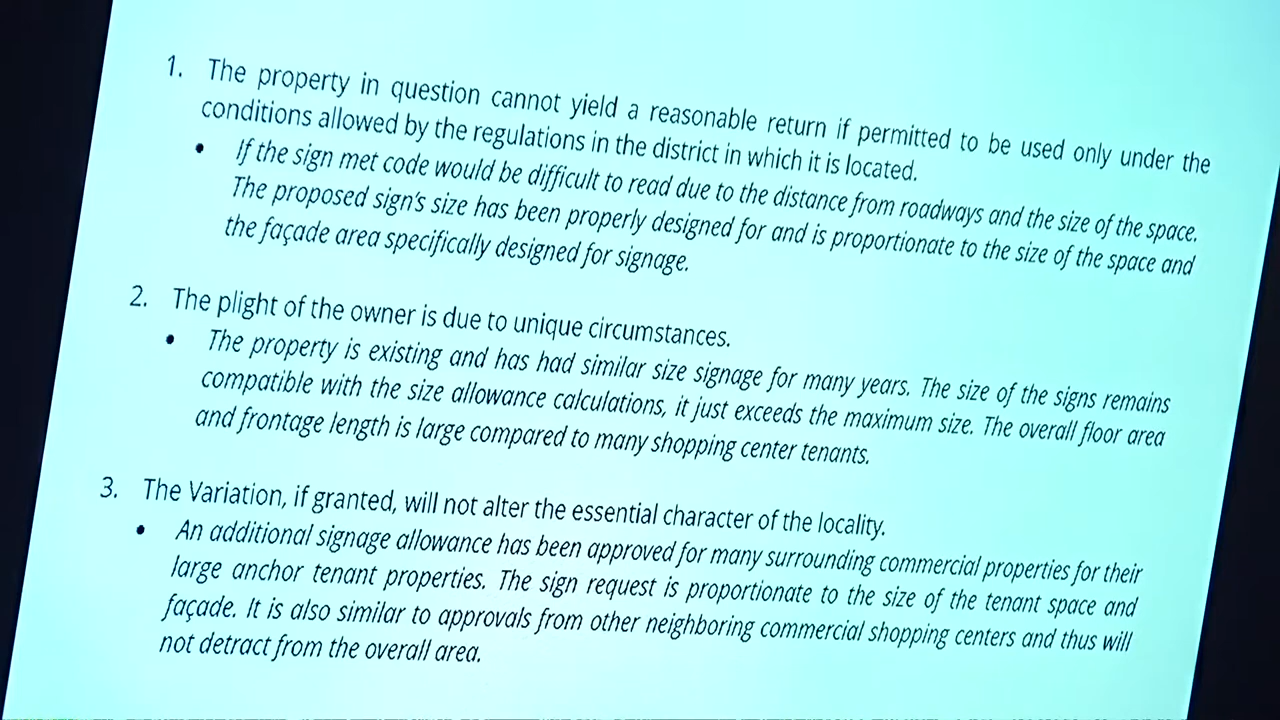 1. The property in question cannot yield a reasonable return if permitted to be used only under the
conditions allowed by the regulations in the district in which it is located.
• If the sign met code would be difficult to read due to the distance from roadways and the size of the space.
The proposed sign's size has been properly designed for and is proportionate to the size of the space and
the façade area specifically designed for signage.
2. The plight of the owner is due to unique circumstances.
• The property is existing and has had similar size signage for many years. The size of the signs remains
compatible with the size allowance calculations, it just exceeds the maximum size. The overall floor area
and frontage length is large compared to many shopping center tenants.
3. The Variation, if granted, will not alter the essential character of the locality.
• An additional signage allowance has been approved for many surrounding commercial properties for their
large anchor tenant properties. The sign request is proportionate to the size of the tenant space and
façade. It is also similar to approvals from other neighboring commercial shopping centers and thus will
not detract from the overall area.